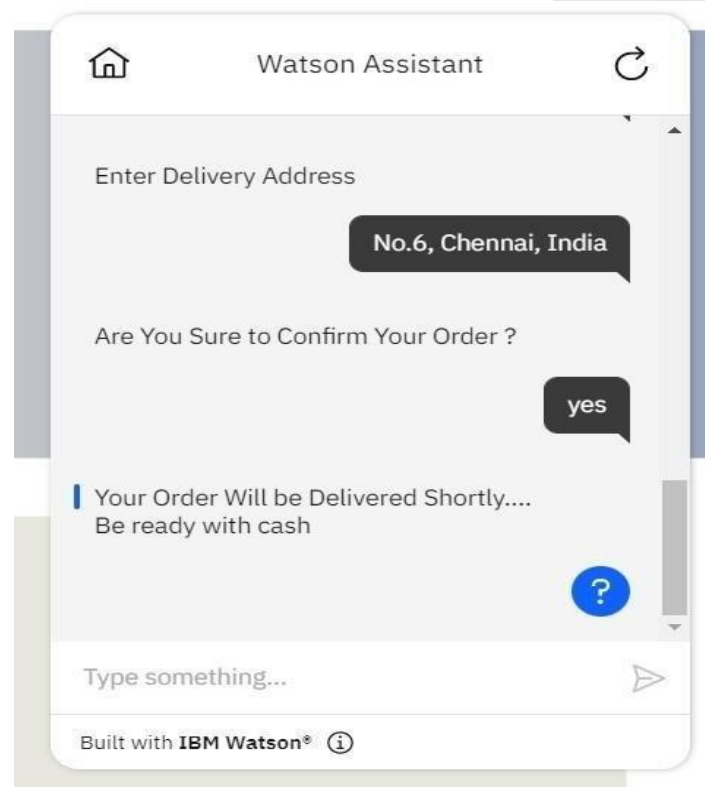 Watson Assistant
Enter Delivery Address
No.6, Chennai, India
Are You Sure to Confirm Your Order ?
yes
Your Order Will be Delivered Shortly....
Be ready with cash
?
Type something...
Built with IBM Watson®